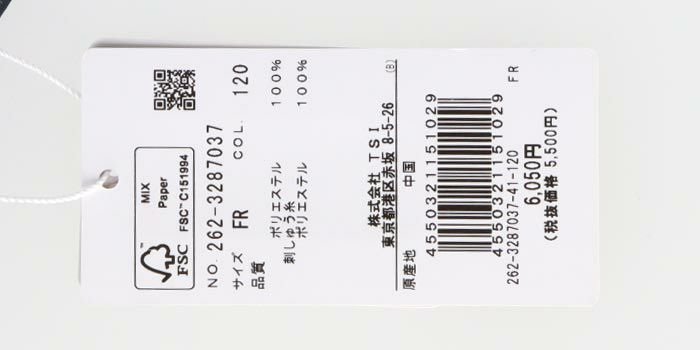 MIX
Paper
FSC™ C151994
FSC
NO. 262-3287037
サイズ FR COL. 120
品質
ポリエステル 100%
刺しゅう糸
ポリエステル 100%
(B)
株式会社 TSI
東京都港区赤坂 8-5-26
原産地 中国
4550321151029
4550321151029
262-3287037-41-120 FR
6,050円
(税抜価格 5,500円)